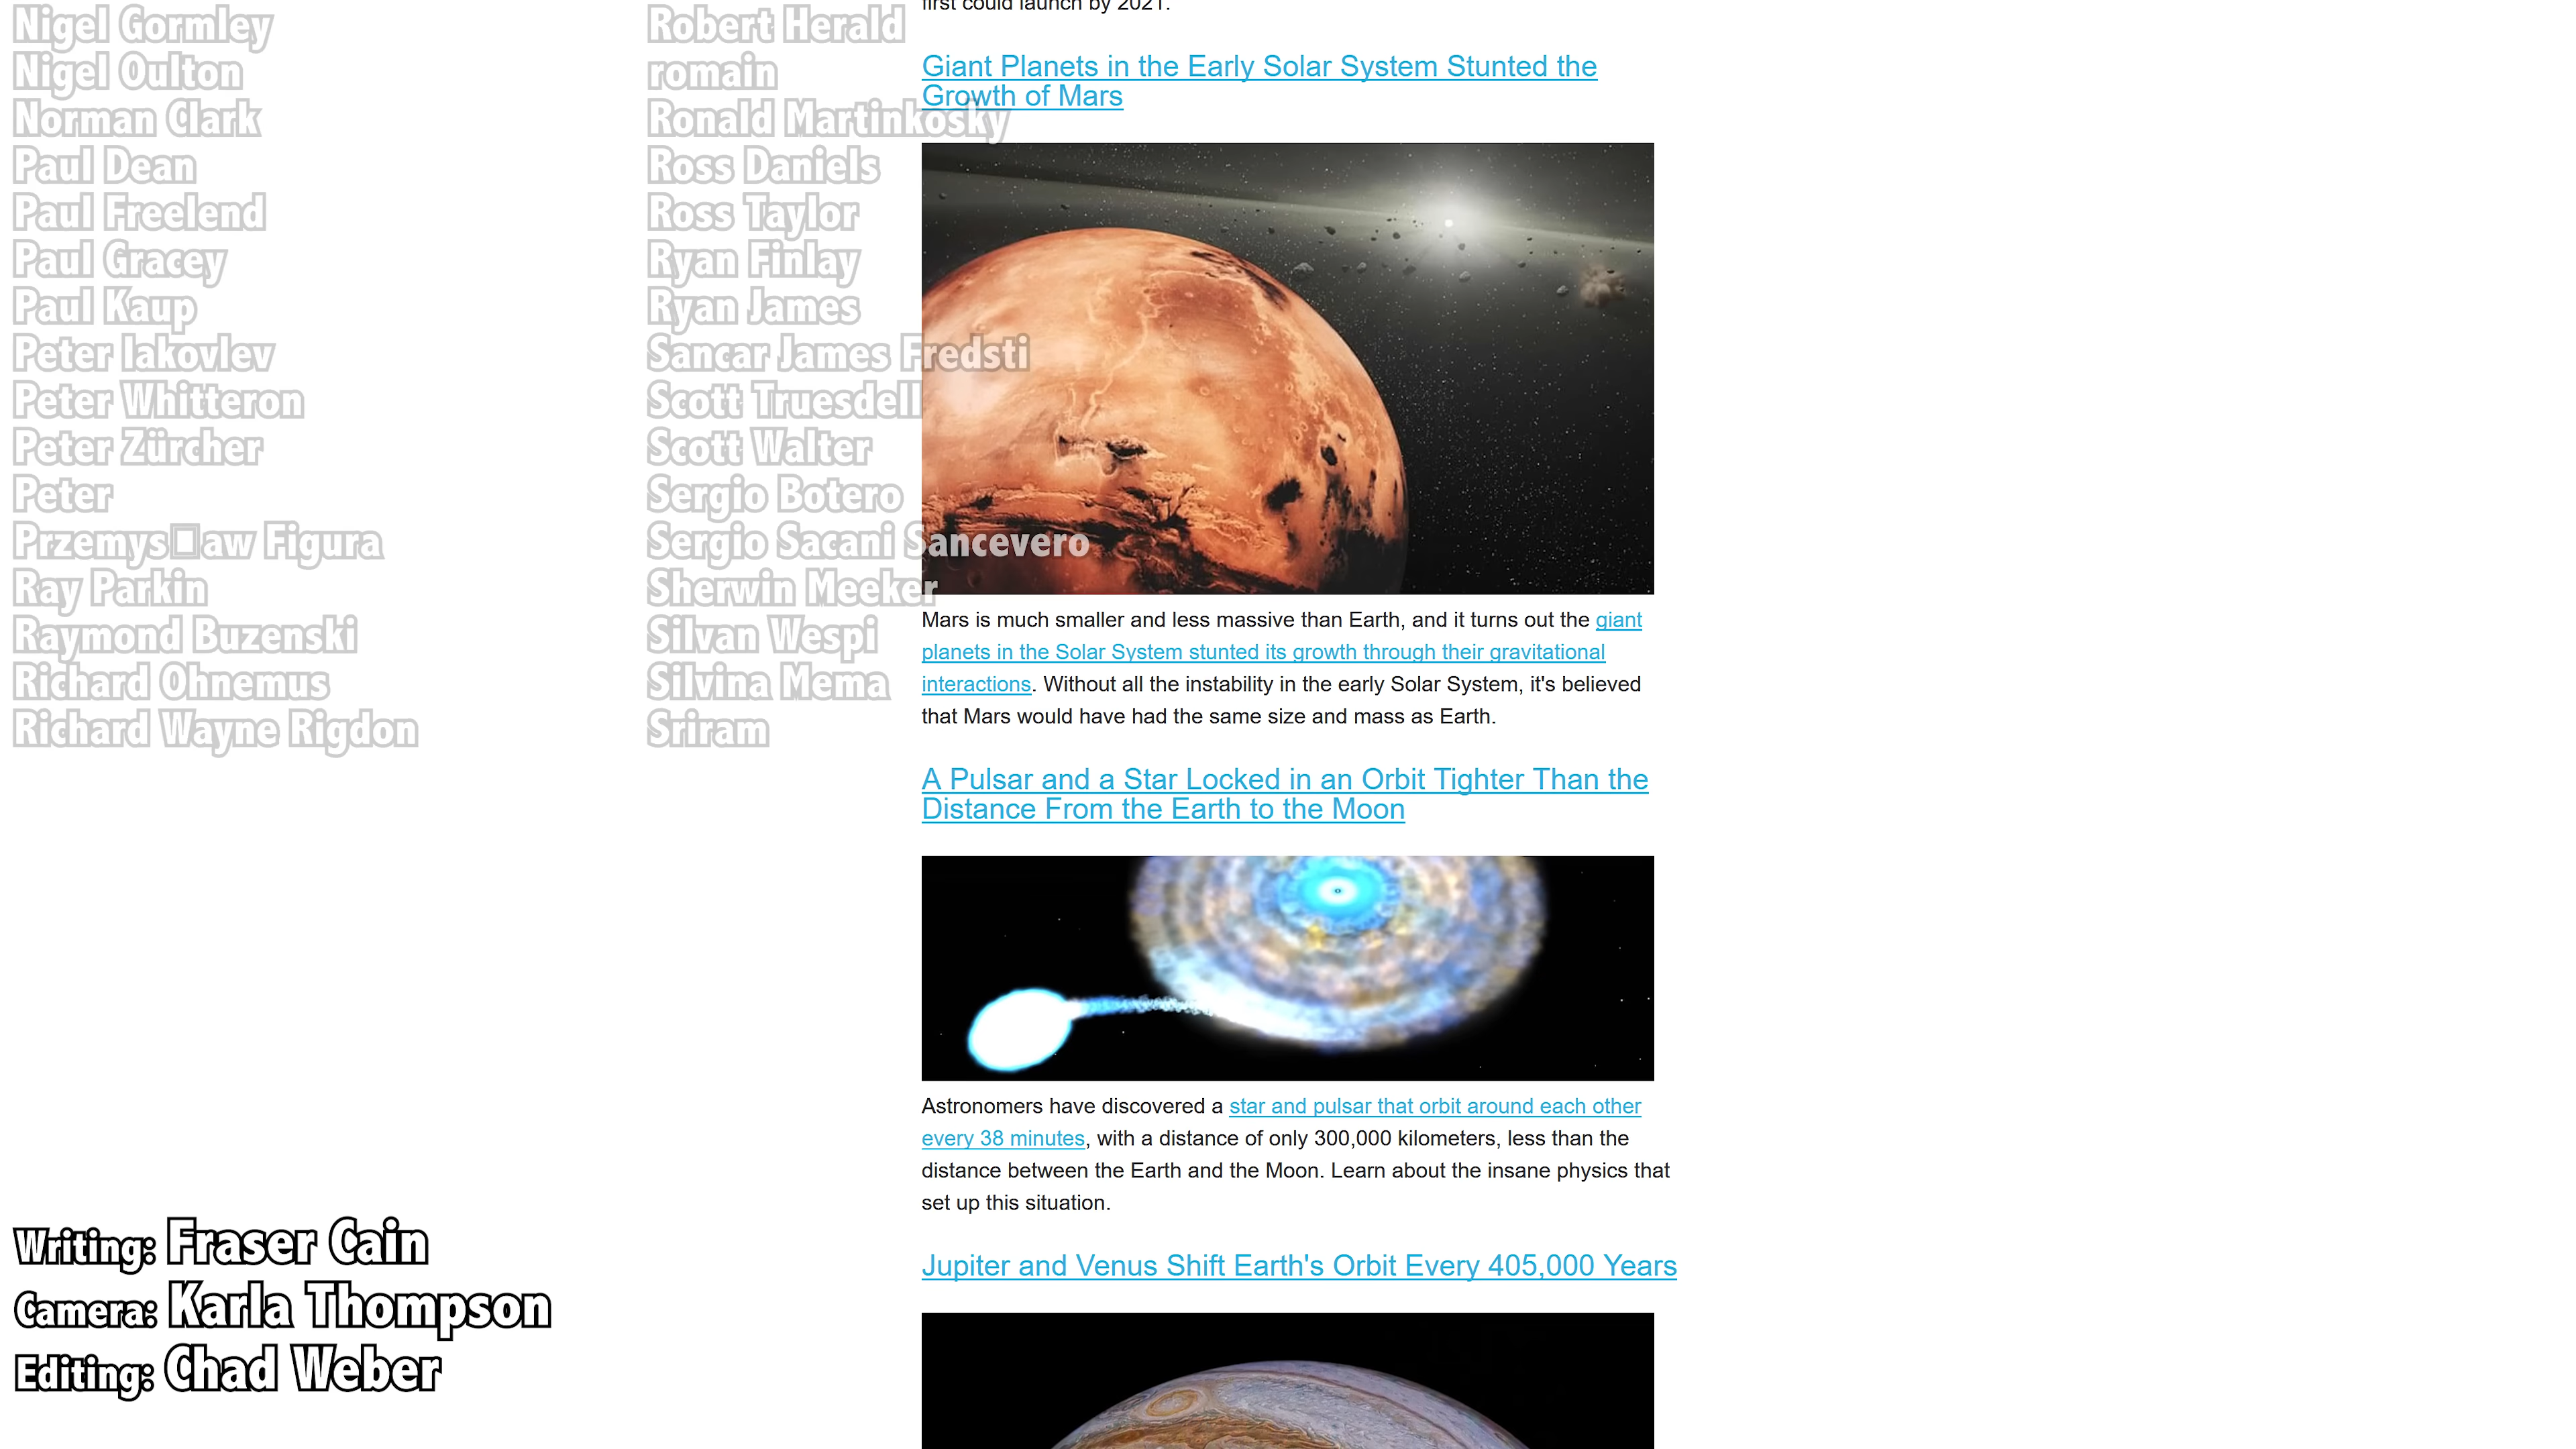 Nigel Gormley
Nigel Oulton
Norman Clark
Paul Dean
Paul Freelend
Paul Gracey
Paul Kaup
Peter Iakovlev
Peter Whitteron
Peter Zürcher
Peter
Przemys□aw Figura
Ray Parkin
Raymond Buzenski
Richard Ohnemus
Richard Wayne Rigdon
Robert Herald
romain
Ronald Martinkosky
Ross Daniels
Ross Taylor
Ryan Finlay
Ryan James
Sancar James Fredsti
Scott Truesdell
Scott Walter
Sergio Botero
Sergio Sacani Sancevero
Sherwin Meeker
Silvan Wespi
Silvina Mema
Sriram
Writing: Fraser Cain
Camera: Karla Thompson
Editing: Chad Weber
first could launch by 2021.
Giant Planets in the Early Solar System Stunted the
Growth of Mars
Mars is much smaller and less massive than Earth, and it turns out the giant
planets in the Solar System stunted its growth through their gravitational
interactions. Without all the instability in the early Solar System, it's believed
that Mars would have had the same size and mass as Earth.
A Pulsar and a Star Locked in an Orbit Tighter Than the
Distance From the Earth to the Moon
Astronomers have discovered a star and pulsar that orbit around each other
every 38 minutes, with a distance of only 300,000 kilometers, less than the
distance between the Earth and the Moon. Learn about the insane physics that
set up this situation.
Jupiter and Venus Shift Earth's Orbit Every 405,000 Years